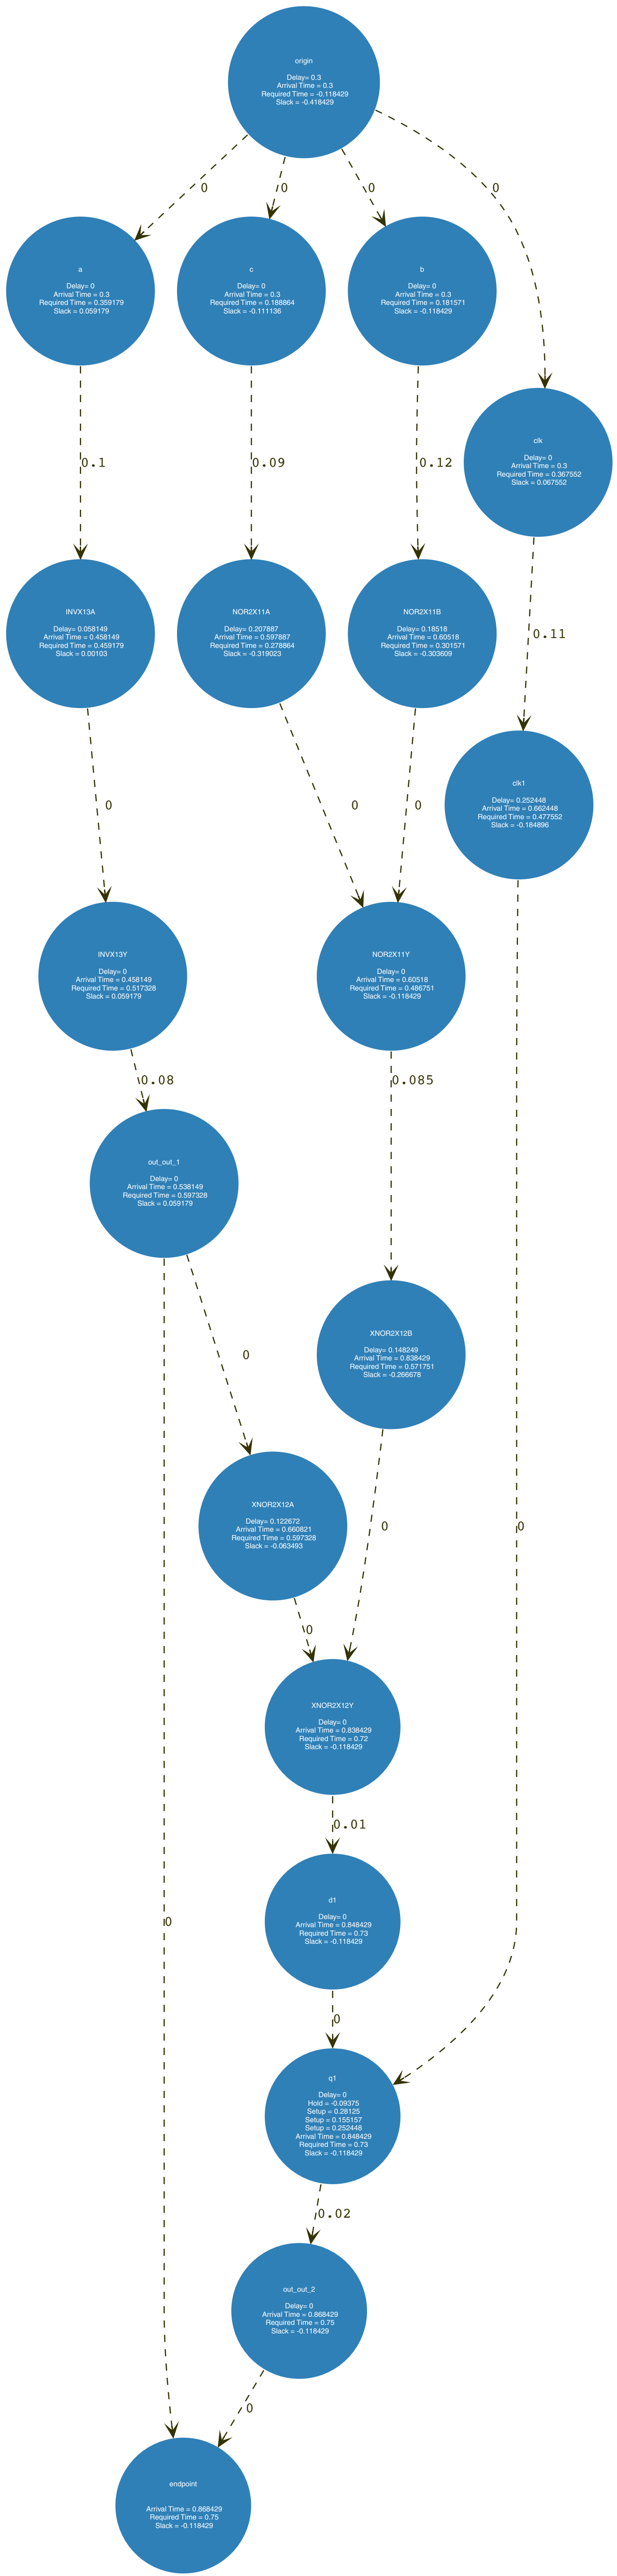 origin
Delay= 0.3
Arrival Time = 0.3
Required Time = -0.118429
Slack = -0.418429
0
0
0
0
a
Delay= 0
Arrival Time = 0.3
Required Time = 0.359179
Slack = 0.059179
c
Delay= 0
Arrival Time = 0.3
Required Time = 0.188864
Slack = -0.111136
b
Delay= 0
Arrival Time = 0.3
Required Time = 0.181571
Slack = -0.118429
clk
Delay= 0
Arrival Time = 0.3
Required Time = 0.367552
Slack = 0.067552
0.1
0.09
0.12
INVX13A
Delay= 0.058149
Arrival Time = 0.458149
Required Time = 0.459179
Slack = 0.00103
NOR2X11A
Delay= 0.207887
Arrival Time = 0.597887
Required Time = 0.278864
Slack = -0.319023
NOR2X11B
Delay= 0.18518
Arrival Time = 0.60518
Required Time = 0.301571
Slack = -0.303609
0.11
clk1
Delay= 0.252448
Arrival Time = 0.662448
Required Time = 0.477552
Slack = -0.184896
0
0
0
INVX13Y
Delay= 0
Arrival Time = 0.458149
Required Time = 0.517328
Slack = 0.059179
NOR2X11Y
Delay= 0
Arrival Time = 0.60518
Required Time = 0.486751
Slack = -0.118429
0.08
0.085
out_out_1
Delay= 0
Arrival Time = 0.538149
Required Time = 0.597328
Slack = 0.059179
XNOR2X12B
Delay= 0.148249
Arrival Time = 0.838429
Required Time = 0.571751
Slack = -0.266678
0
XNOR2X12A
Delay= 0.122672
Arrival Time = 0.660821
Required Time = 0.597328
Slack = -0.063493
0
0
0
XNOR2X12Y
Delay= 0
Arrival Time = 0.838429
Required Time = 0.72
Slack = -0.118429
0.01
d1
Delay= 0
Arrival Time = 0.848429
Required Time = 0.73
Slack = -0.118429
0
0
q1
Delay= 0
Hold = -0.09375
Setup = 0.28125
Setup = 0.155157
Setup = 0.252448
Arrival Time = 0.848429
Required Time = 0.73
Slack = -0.118429
0.02
out_out_2
Delay= 0
Arrival Time = 0.868429
Required Time = 0.75
Slack = -0.118429
0
endpoint
Arrival Time = 0.868429
Required Time = 0.75
Slack = -0.118429